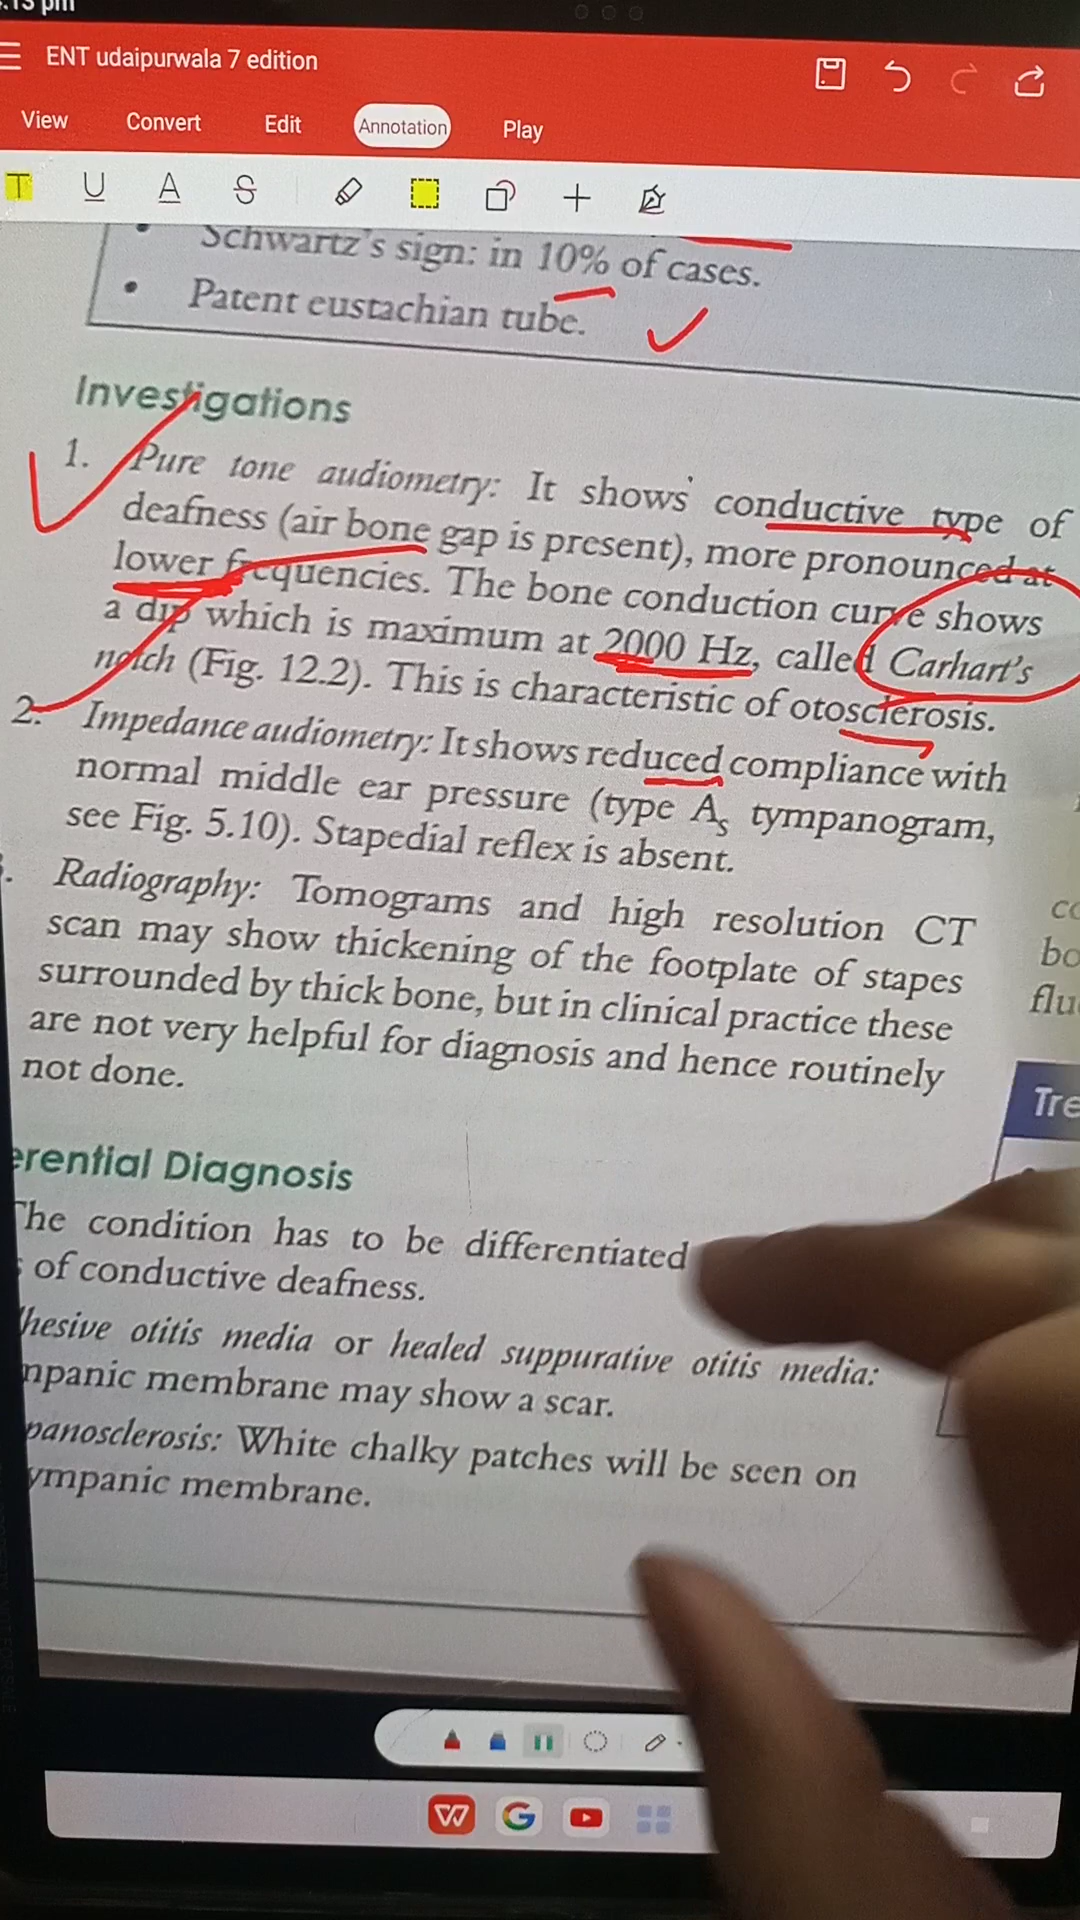 ENT udaipurwala 7 edition
View Convert Edit Annotation Play
Schwartz's sign: in 10% of cases.
• Patent eustachian tube.
Investigations
1. Pure tone audiometry: It shows conductive type of
deafness (air bone gap is present), more pronounced at
lower frequencies. The bone conduction curve shows
a dip which is maximum at 2000 Hz, called Carhart's
notch (Fig. 12.2). This is characteristic of otosclerosis.
2. Impedance audiometry: It shows reduced compliance with
normal middle ear pressure (type As tympanogram,
see Fig. 5.10). Stapedial reflex is absent.
Radiography: Tomograms and high resolution CT
scan may show thickening of the footplate of stapes
surrounded by thick bone, but in clinical practice these
are not very helpful for diagnosis and hence routinely
not done.
erential Diagnosis
The condition has to be differentiated
of conductive deafness.
hesive otitis media or healed suppurative otitis media:
mpanic membrane may show a scar.
panosclerosis: White chalky patches will be seen on
ympanic membrane.
Tre